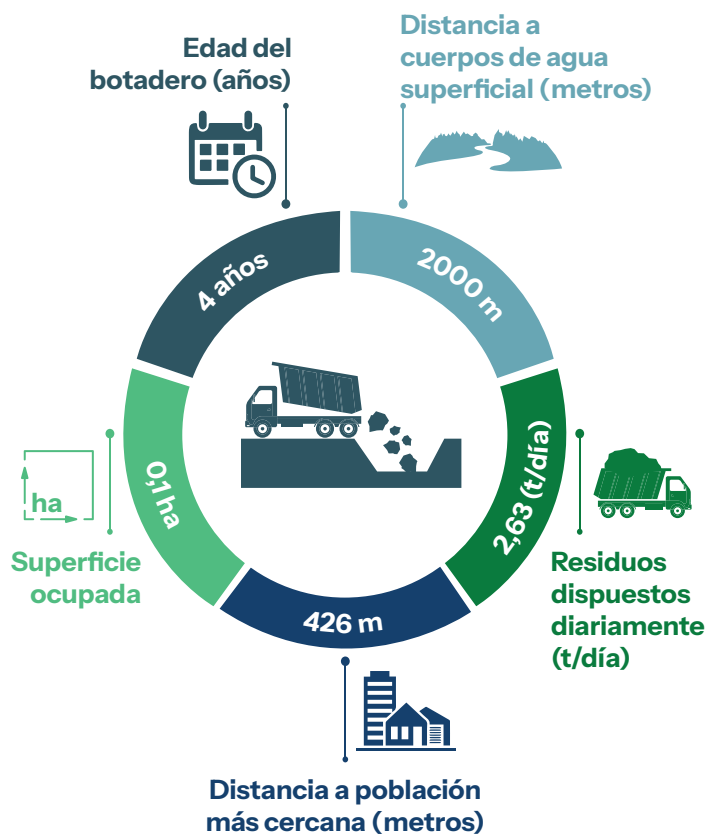 Edad del
botadero (años)
Distancia a
cuerpos de agua
superficial (metros)
4 años
2000 m
0,1 ha
2,63 (t/día)
426 m
ha
Superficie
ocupada
Residuos
dispuestos
diariamente
(t/día)
Distancia a población
más cercana (metros)